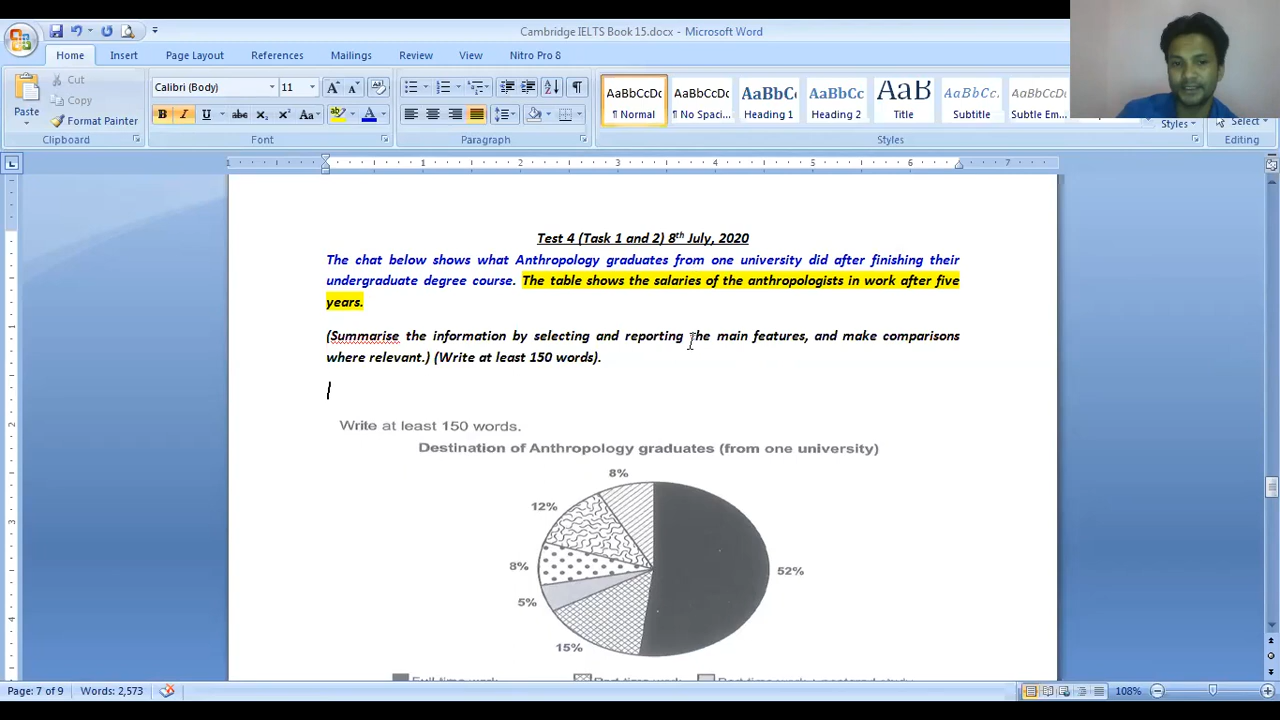 Cambridge IELTS Book 15.docx - Microsoft Word
Home Insert Page Layout References Mailings Review View Nitro Pro 8
Cut
Copy
Format Painter
Paste
Clipboard
Calibri (Body) 11
Font
Paragraph
AaBbCcDc AaBbCcDc AaBbC AaBbCc AaB AaBbCc. AaBbCcDc
¶ Normal ¶ No Spaci... Heading 1 Heading 2 Title Subtitle Subtle Em...
Styles
Styles
Select
Editing
Test 4 (Task 1 and 2) 8th July, 2020
The chat below shows what Anthropology graduates from one university did after finishing their
undergraduate degree course. The table shows the salaries of the anthropologists in work after five
years.
(Summarise the information by selecting and reporting the main features, and make comparisons
where relevant.) (Write at least 150 words).
Write at least 150 words.
Destination of Anthropology graduates (from one university)
8%
12%
8%
5%
15%
52%
Page: 7 of 9 Words: 2,573
108%